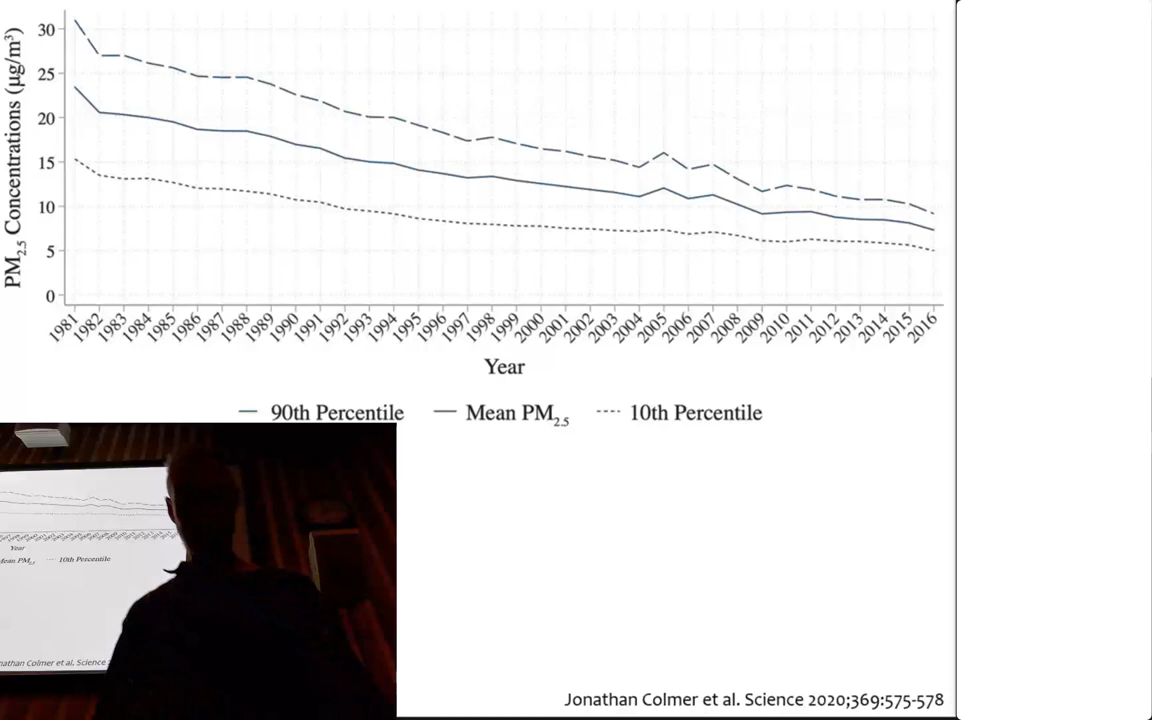 PM2.5 Concentrations (µg/m³)
30
25
20
15
10
5
0
1981 1982 1983 1984 1985 1986 1987 1988 1989 1990 1991 1992 1993 1994 1995 1996 1997 1998 1999 2000 2001 2002 2003 2004 2005 2006 2007 2008 2009 2010 2011 2012 2013 2014 2015 2016
Year
90th Percentile Mean PM2.5 10th Percentile
Year
Mean PM2.5 10th Percentile
nathan Colmer et al. Science
Jonathan Colmer et al. Science 2020;369:575-578